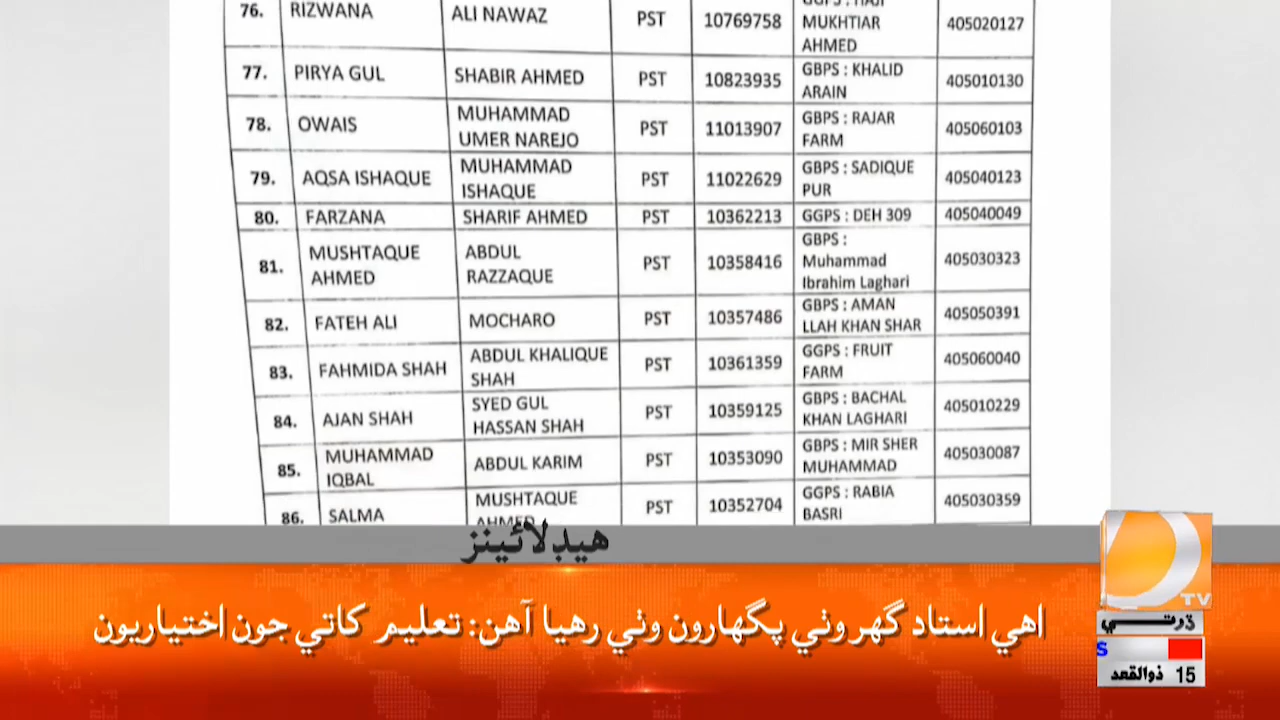 76. RIZWANA ALI NAWAZ PST 10769758 MUKHTIAR AHMED 405020127
77. PIRYA GUL SHABIR AHMED PST 10823935 GBPS : KHALID ARAIN 405010130
78. OWAIS MUHAMMAD UMER NAREJO PST 11013907 GBPS : RAJAR FARM 405060103
79. AQSA ISHAQUE MUHAMMAD ISHAQUE PST 11022629 GBPS : SADIQUE PUR 405040123
80. FARZANA SHARIF AHMED PST 10362213 GGPS : DEH 309 405040049
81. MUSHTAQUE AHMED ABDUL RAZZAQUE PST 10358416 GBPS : Muhammad Ibrahim Laghari 405030323
82. FATEH ALI MOCHARO PST 10357486 GBPS : AMAN LLAH KHAN SHAR 405050391
83. FAHMIDA SHAH ABDUL KHALIQUE SHAH PST 10361359 GGPS : FRUIT FARM 405060040
84. AJAN SHAH SYED GUL HASSAN SHAH PST 10359125 GBPS : BACHAL KHAN LAGHARI 405010229
85. MUHAMMAD IQBAL ABDUL KARIM PST 10353090 GBPS : MIR SHER MUHAMMAD 405030087
86. SALMA MUSHTAQUE AHMED PST 10352704 GGPS : RABIA BASRI 405030359
هيڊلائينز
اهي استاد گهر وٺي پگهارون وٺي رهيا آهن: تعليم کاتي جون اختياريون
TV
ڌرتي
S
15 ذوالقعد